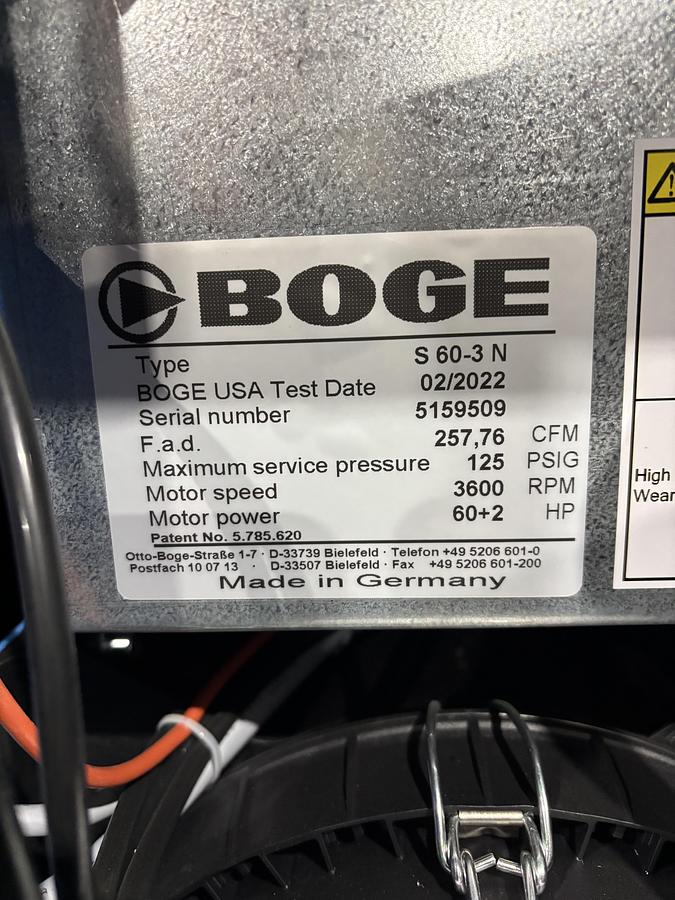 BOGE
Type S 60-3 N
BOGE USA Test Date 02/2022
Serial number 5159509
F.a.d. 257,76 CFM
Maximum service pressure 125 PSIG
Motor speed 3600 RPM
Motor power 60+2 HP
Patent No. 5.785.620
Otto-Boge-Straße 1-7 · D-33739 Bielefeld · Telefon +49 5206 601-0
Postfach 10 07 13 · D-33507 Bielefeld · Fax +49 5206 601-200
Made in Germany
High
Wear